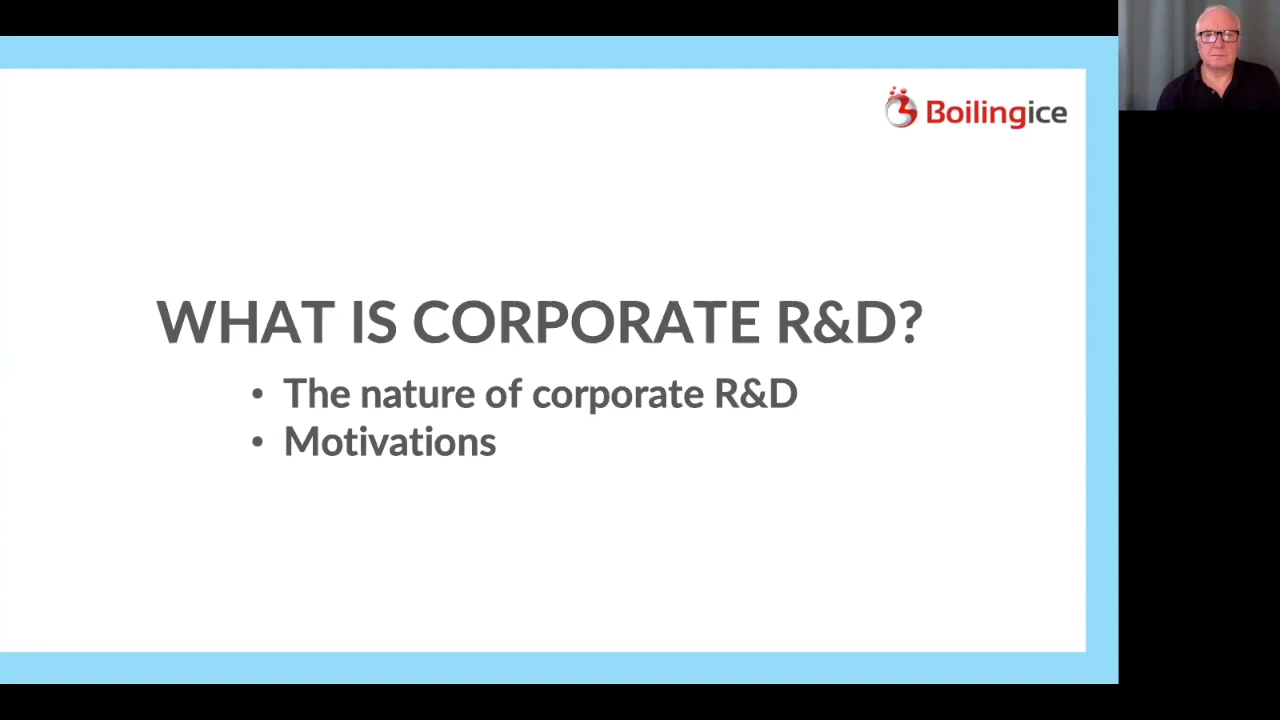 Boilingice
WHAT IS CORPORATE R&D?
• The nature of corporate R&D
• Motivations